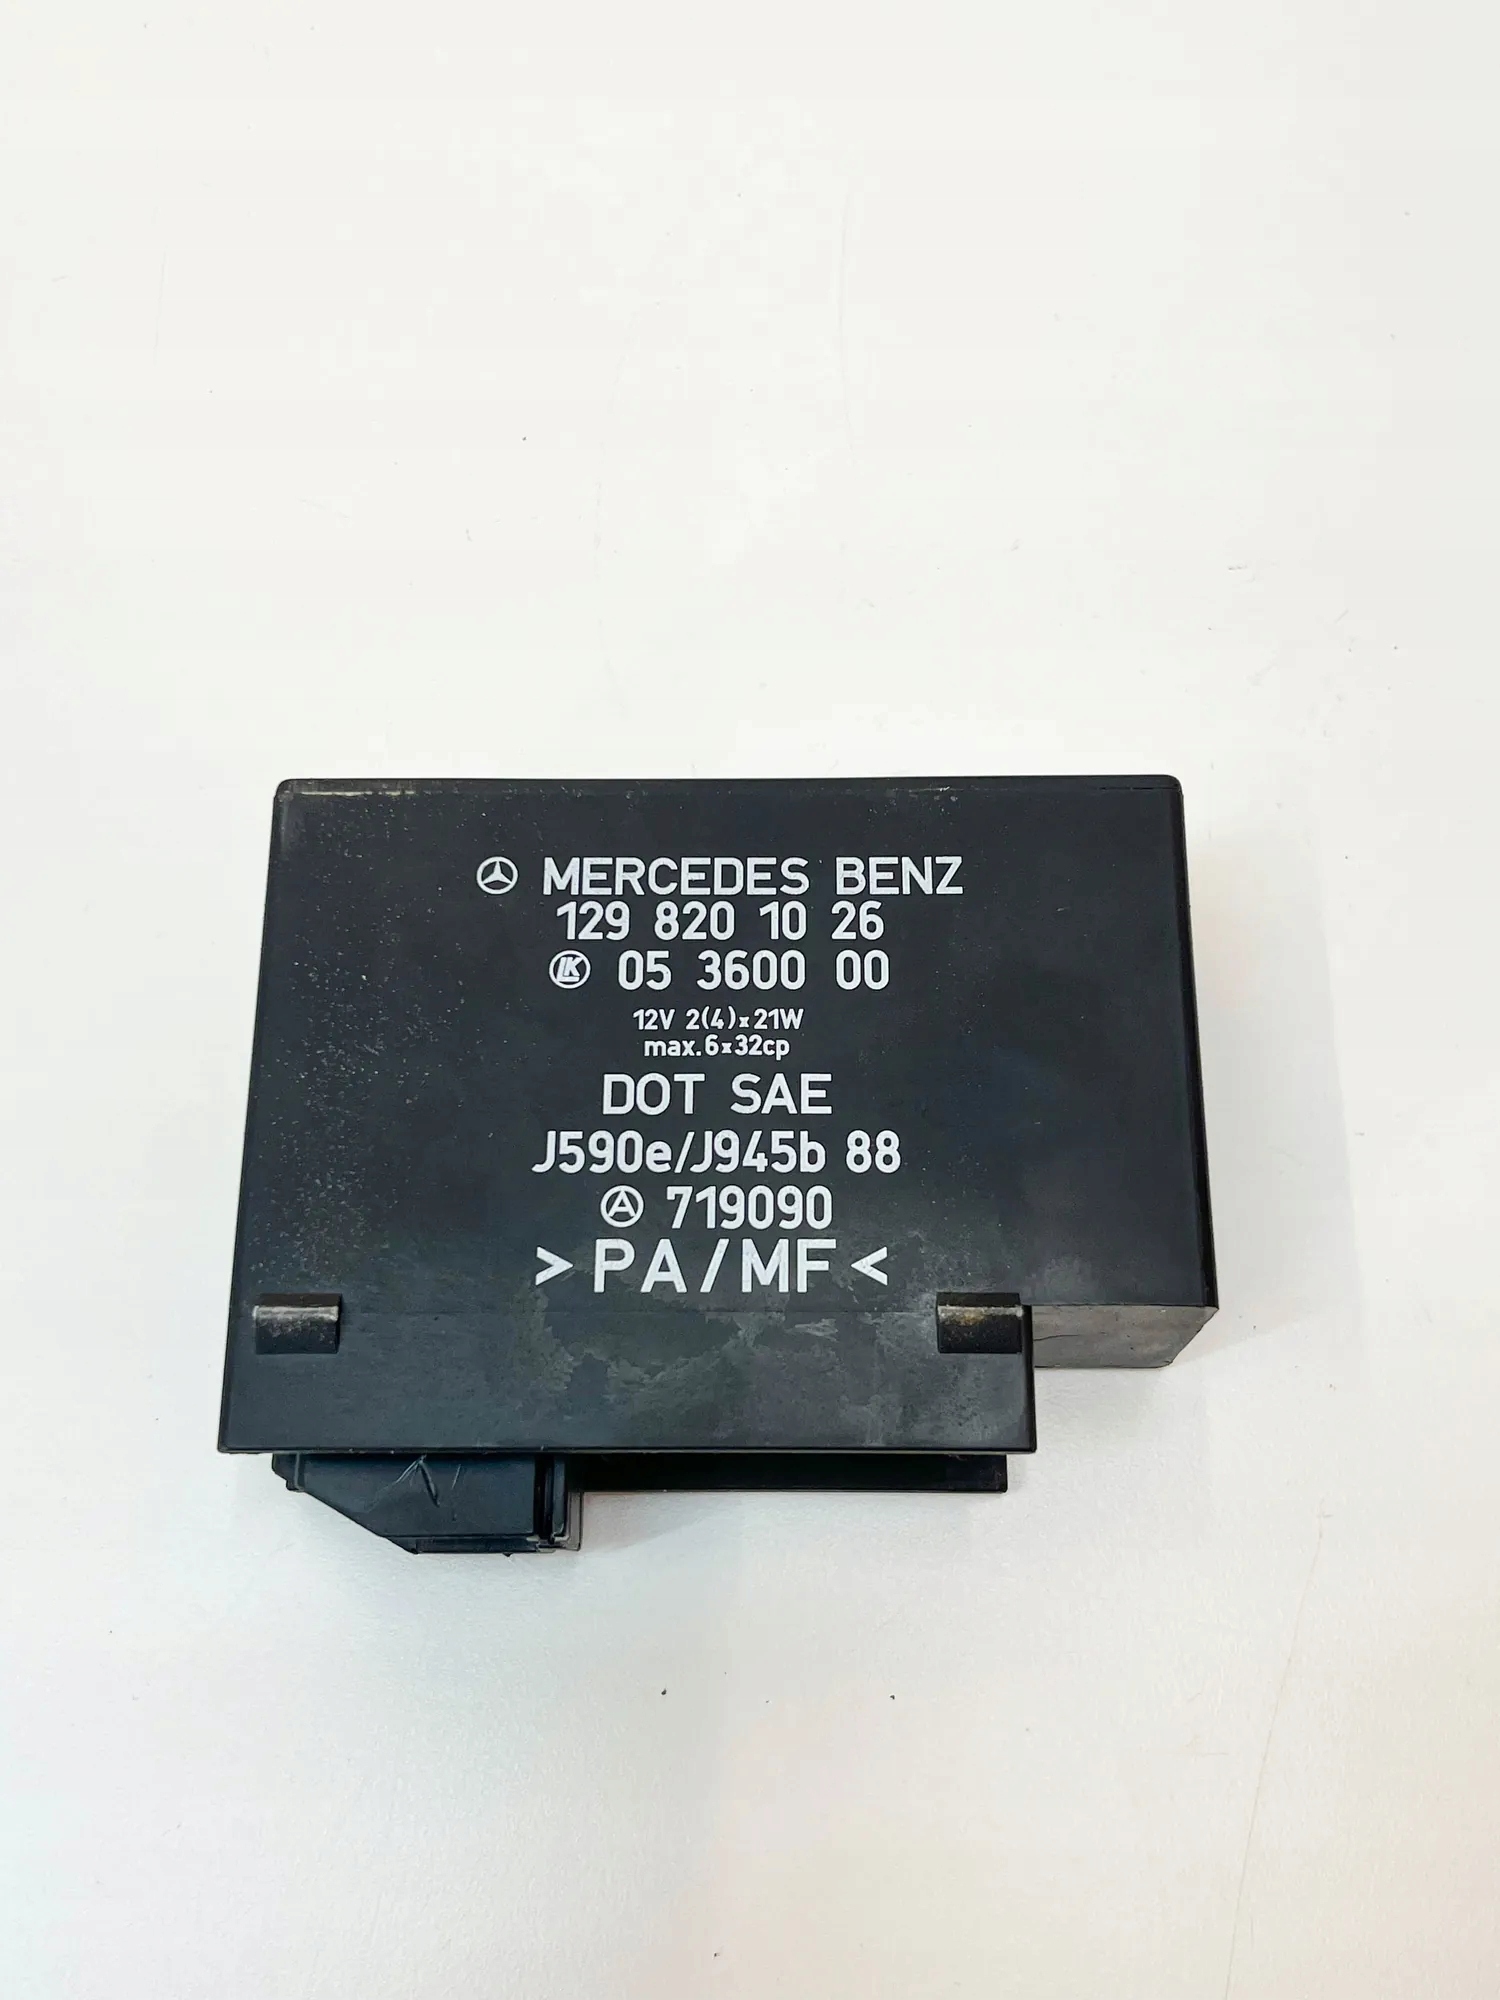 MERCEDES BENZ
129 820 10 26
LK 05 3600 00
12V 2(4)x21W
max.6x32cp
DOT SAE
J590e/J945b 88
A 719090
>PA/MF<